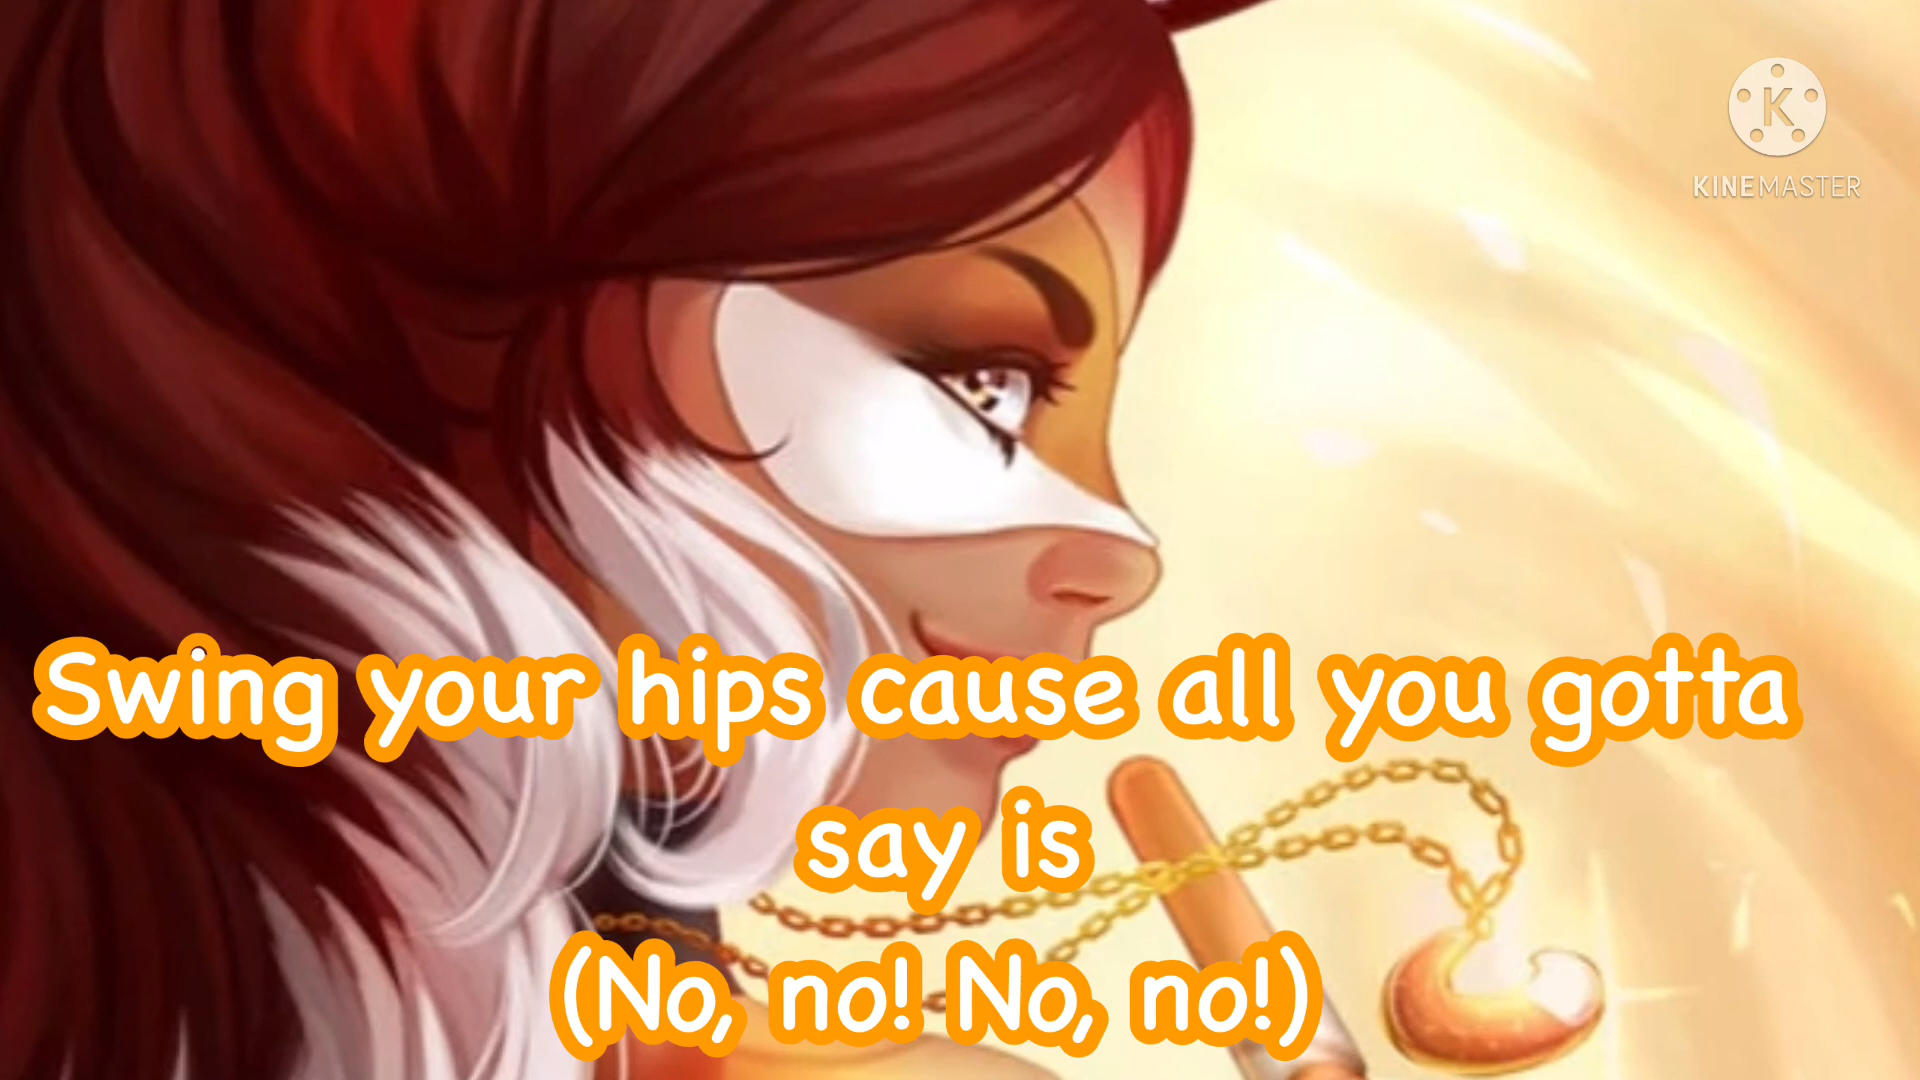 K
KINEMASTER
Swing your hips cause all you gotta
say is
(No, no! No, no!)